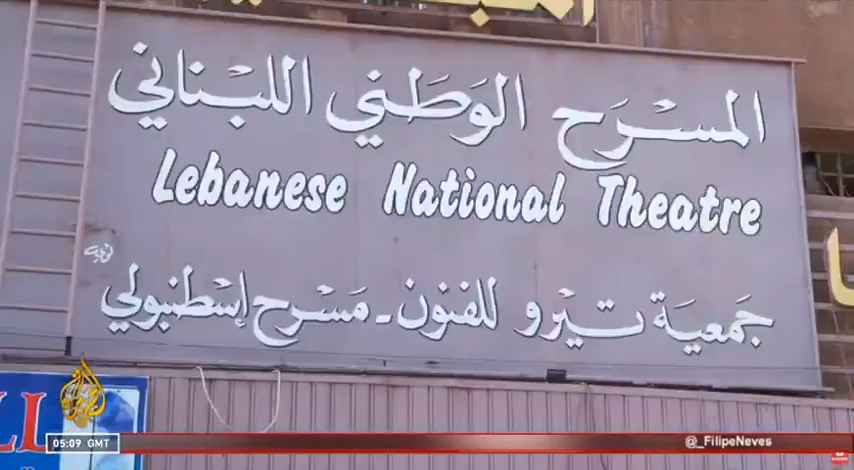 المسرح الوطني اللبناني
Lebanese National Theatre
جمعية تيرو للفنون - مسرح إسطنبولي
05:09 GMT
@_FilipeNeves